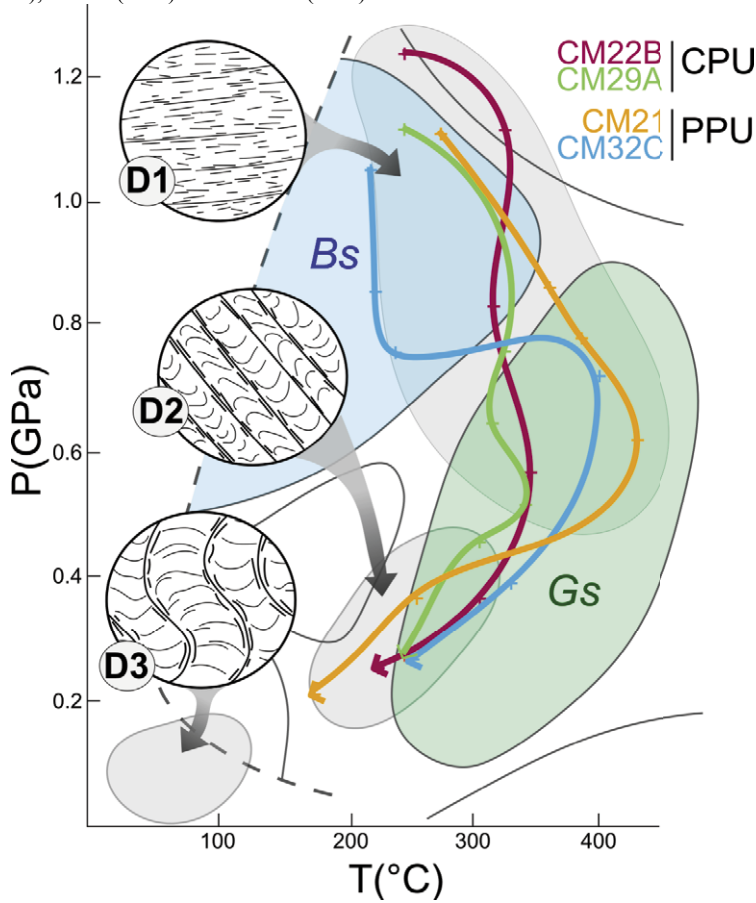 CM22B
CM29A
CPU
CM21
CM32C
PPU
D1
D2
D3
Bs
Gs
P(GPa)
1.2
1.0
0.8
0.6
0.4
0.2
100
200
300
400
T(°C)